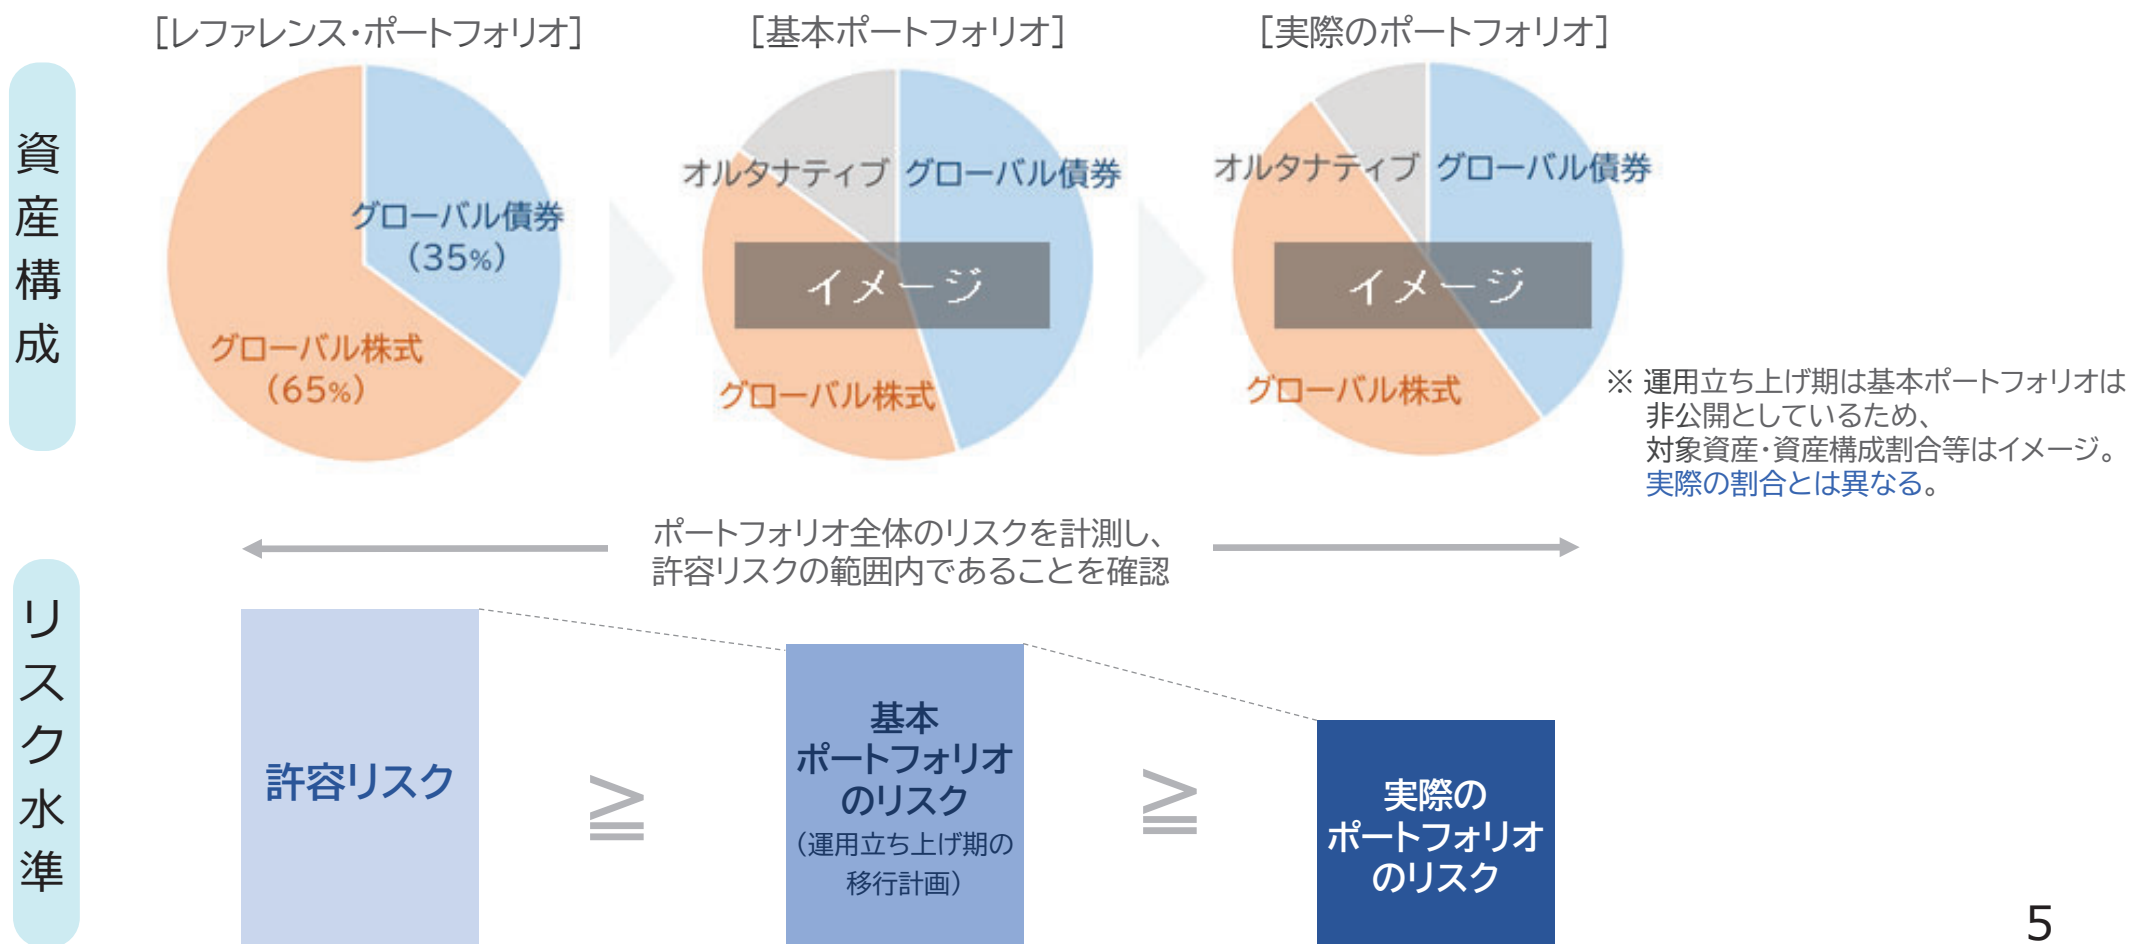 [レファレンス・ポートフォリオ]
[基本ポートフォリオ]
[実際のポートフォリオ]
資産構成
グローバル債券
(35%)
グローバル株式
(65%)
オルタナティブ
グローバル債券
イメージ
グローバル株式
オルタナティブ
グローバル債券
イメージ
グローバル株式
※ 運用立ち上げ期は基本ポートフォリオは
非公開としているため、
対象資産・資産構成割合等はイメージ。
実際の割合とは異なる。
ポートフォリオ全体のリスクを計測し、
許容リスクの範囲内であることを確認
リスク水準
許容リスク
≧
基本
ポートフォリオ
のリスク
(運用立ち上げ期の
移行計画)
≧
実際の
ポートフォリオ
のリスク
5